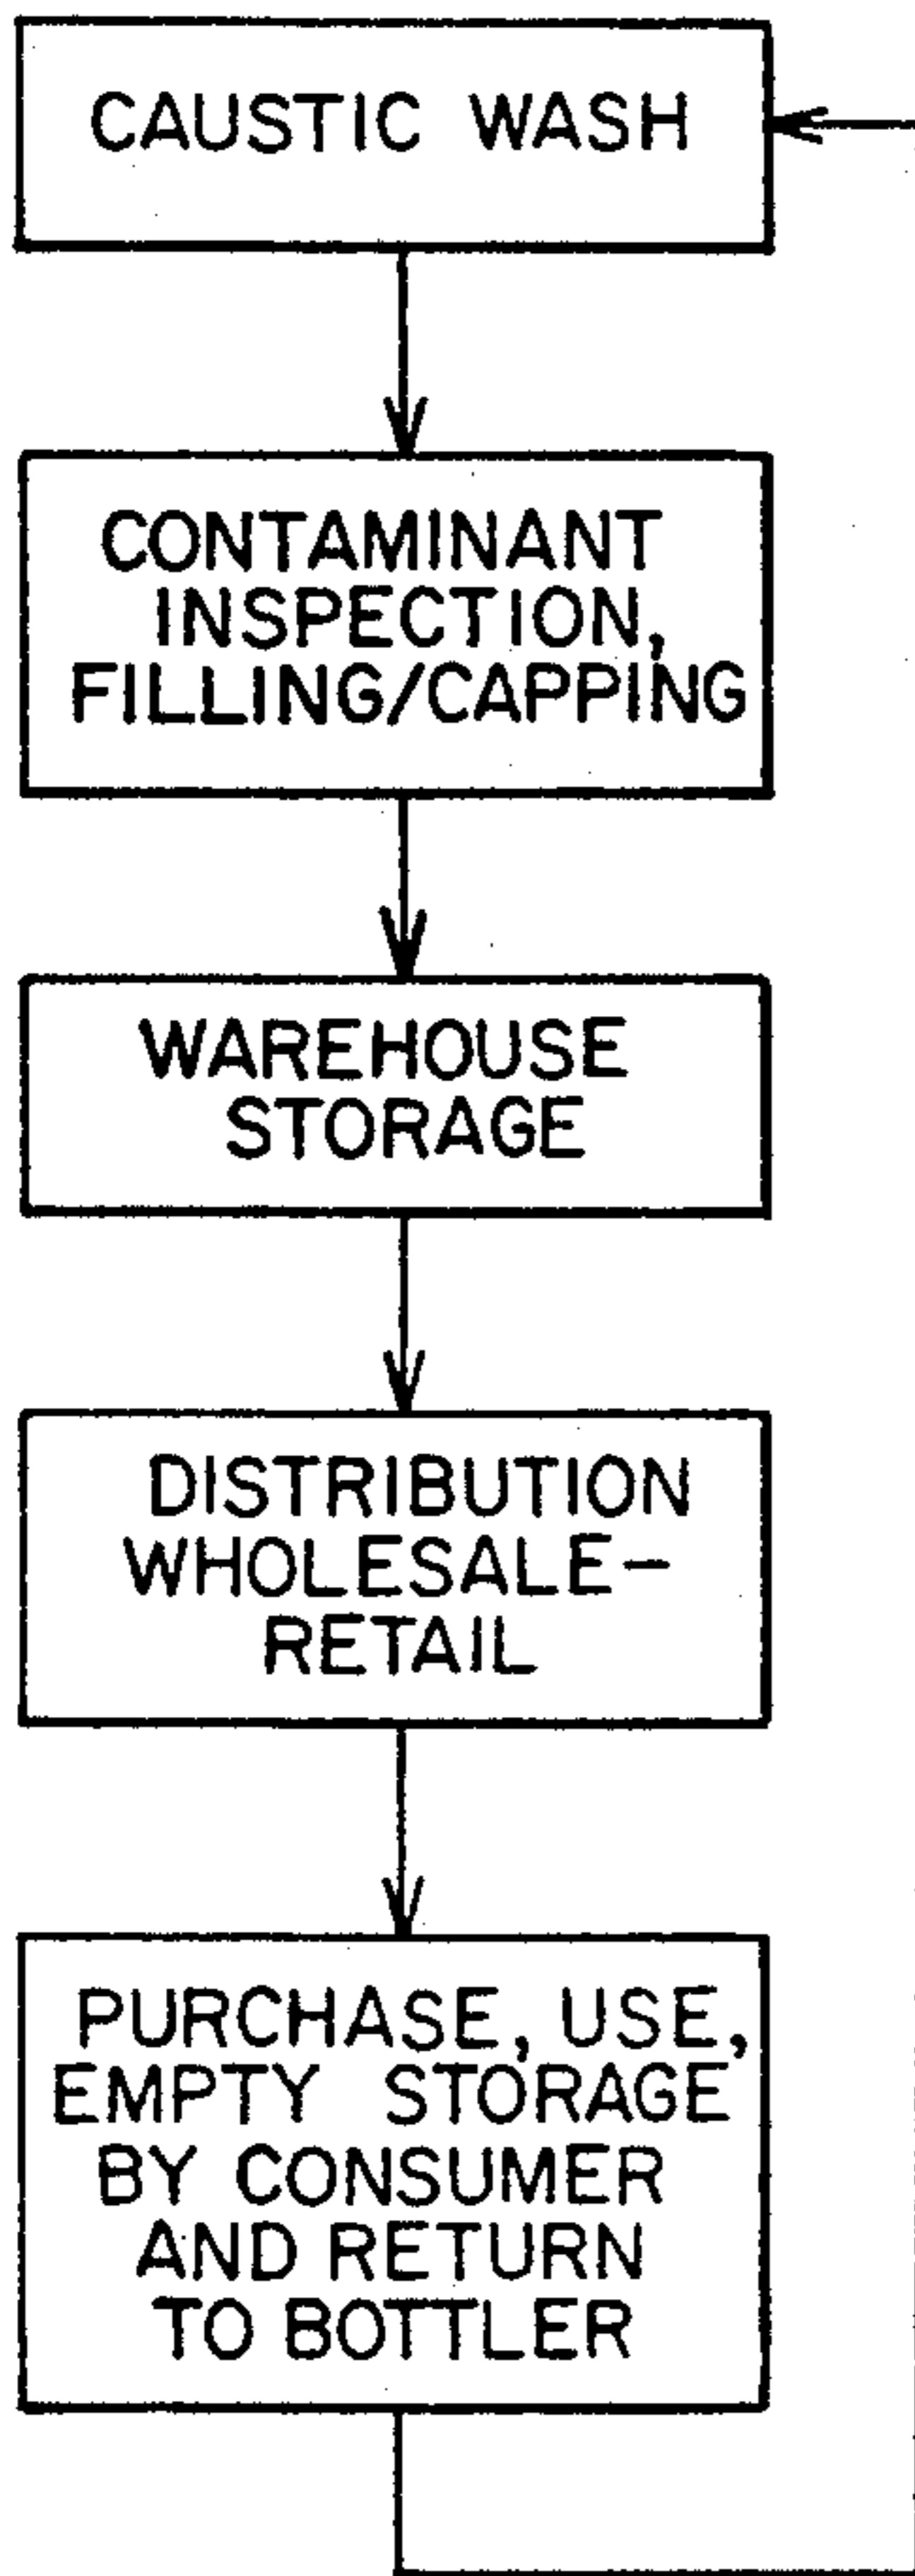 CAUSTIC WASH
CONTAMINANT
INSPECTION,
FILLING/CAPPING
WAREHOUSE
STORAGE
DISTRIBUTION
WHOLESALE-
RETAIL
PURCHASE, USE,
EMPTY STORAGE
BY CONSUMER
AND RETURN
TO BOTTLER